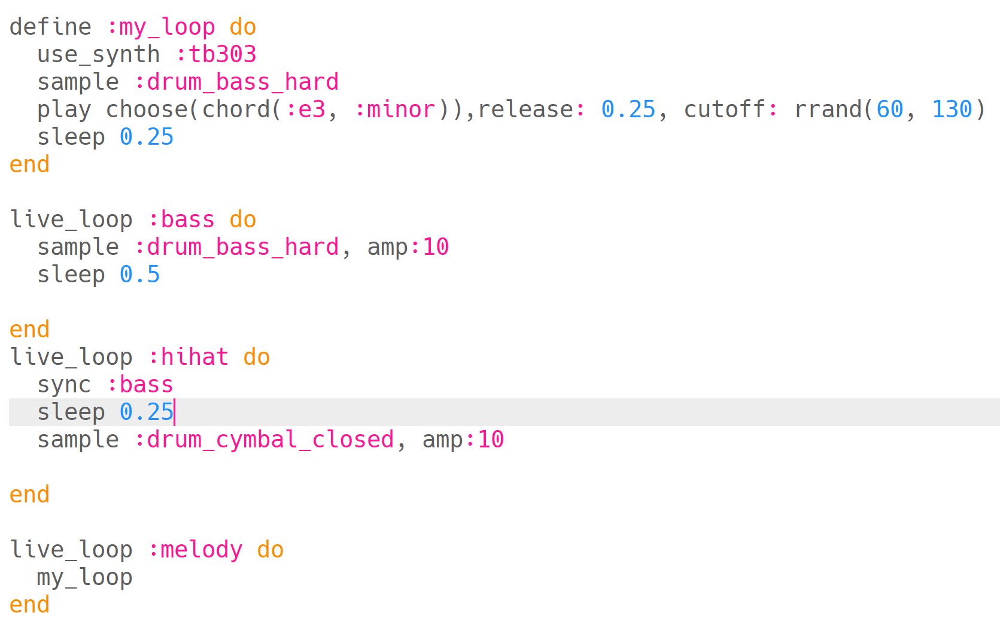 define :my_loop do
  use_synth :tb303
  sample :drum_bass_hard
  play choose(chord(:e3, :minor)),release: 0.25, cutoff: rrand(60, 130)
  sleep 0.25
end

live_loop :bass do
  sample :drum_bass_hard, amp:10
  sleep 0.5

end
live_loop :hihat do
  sync :bass
  sleep 0.25
  sample :drum_cymbal_closed, amp:10

end

live_loop :melody do
  my_loop
end